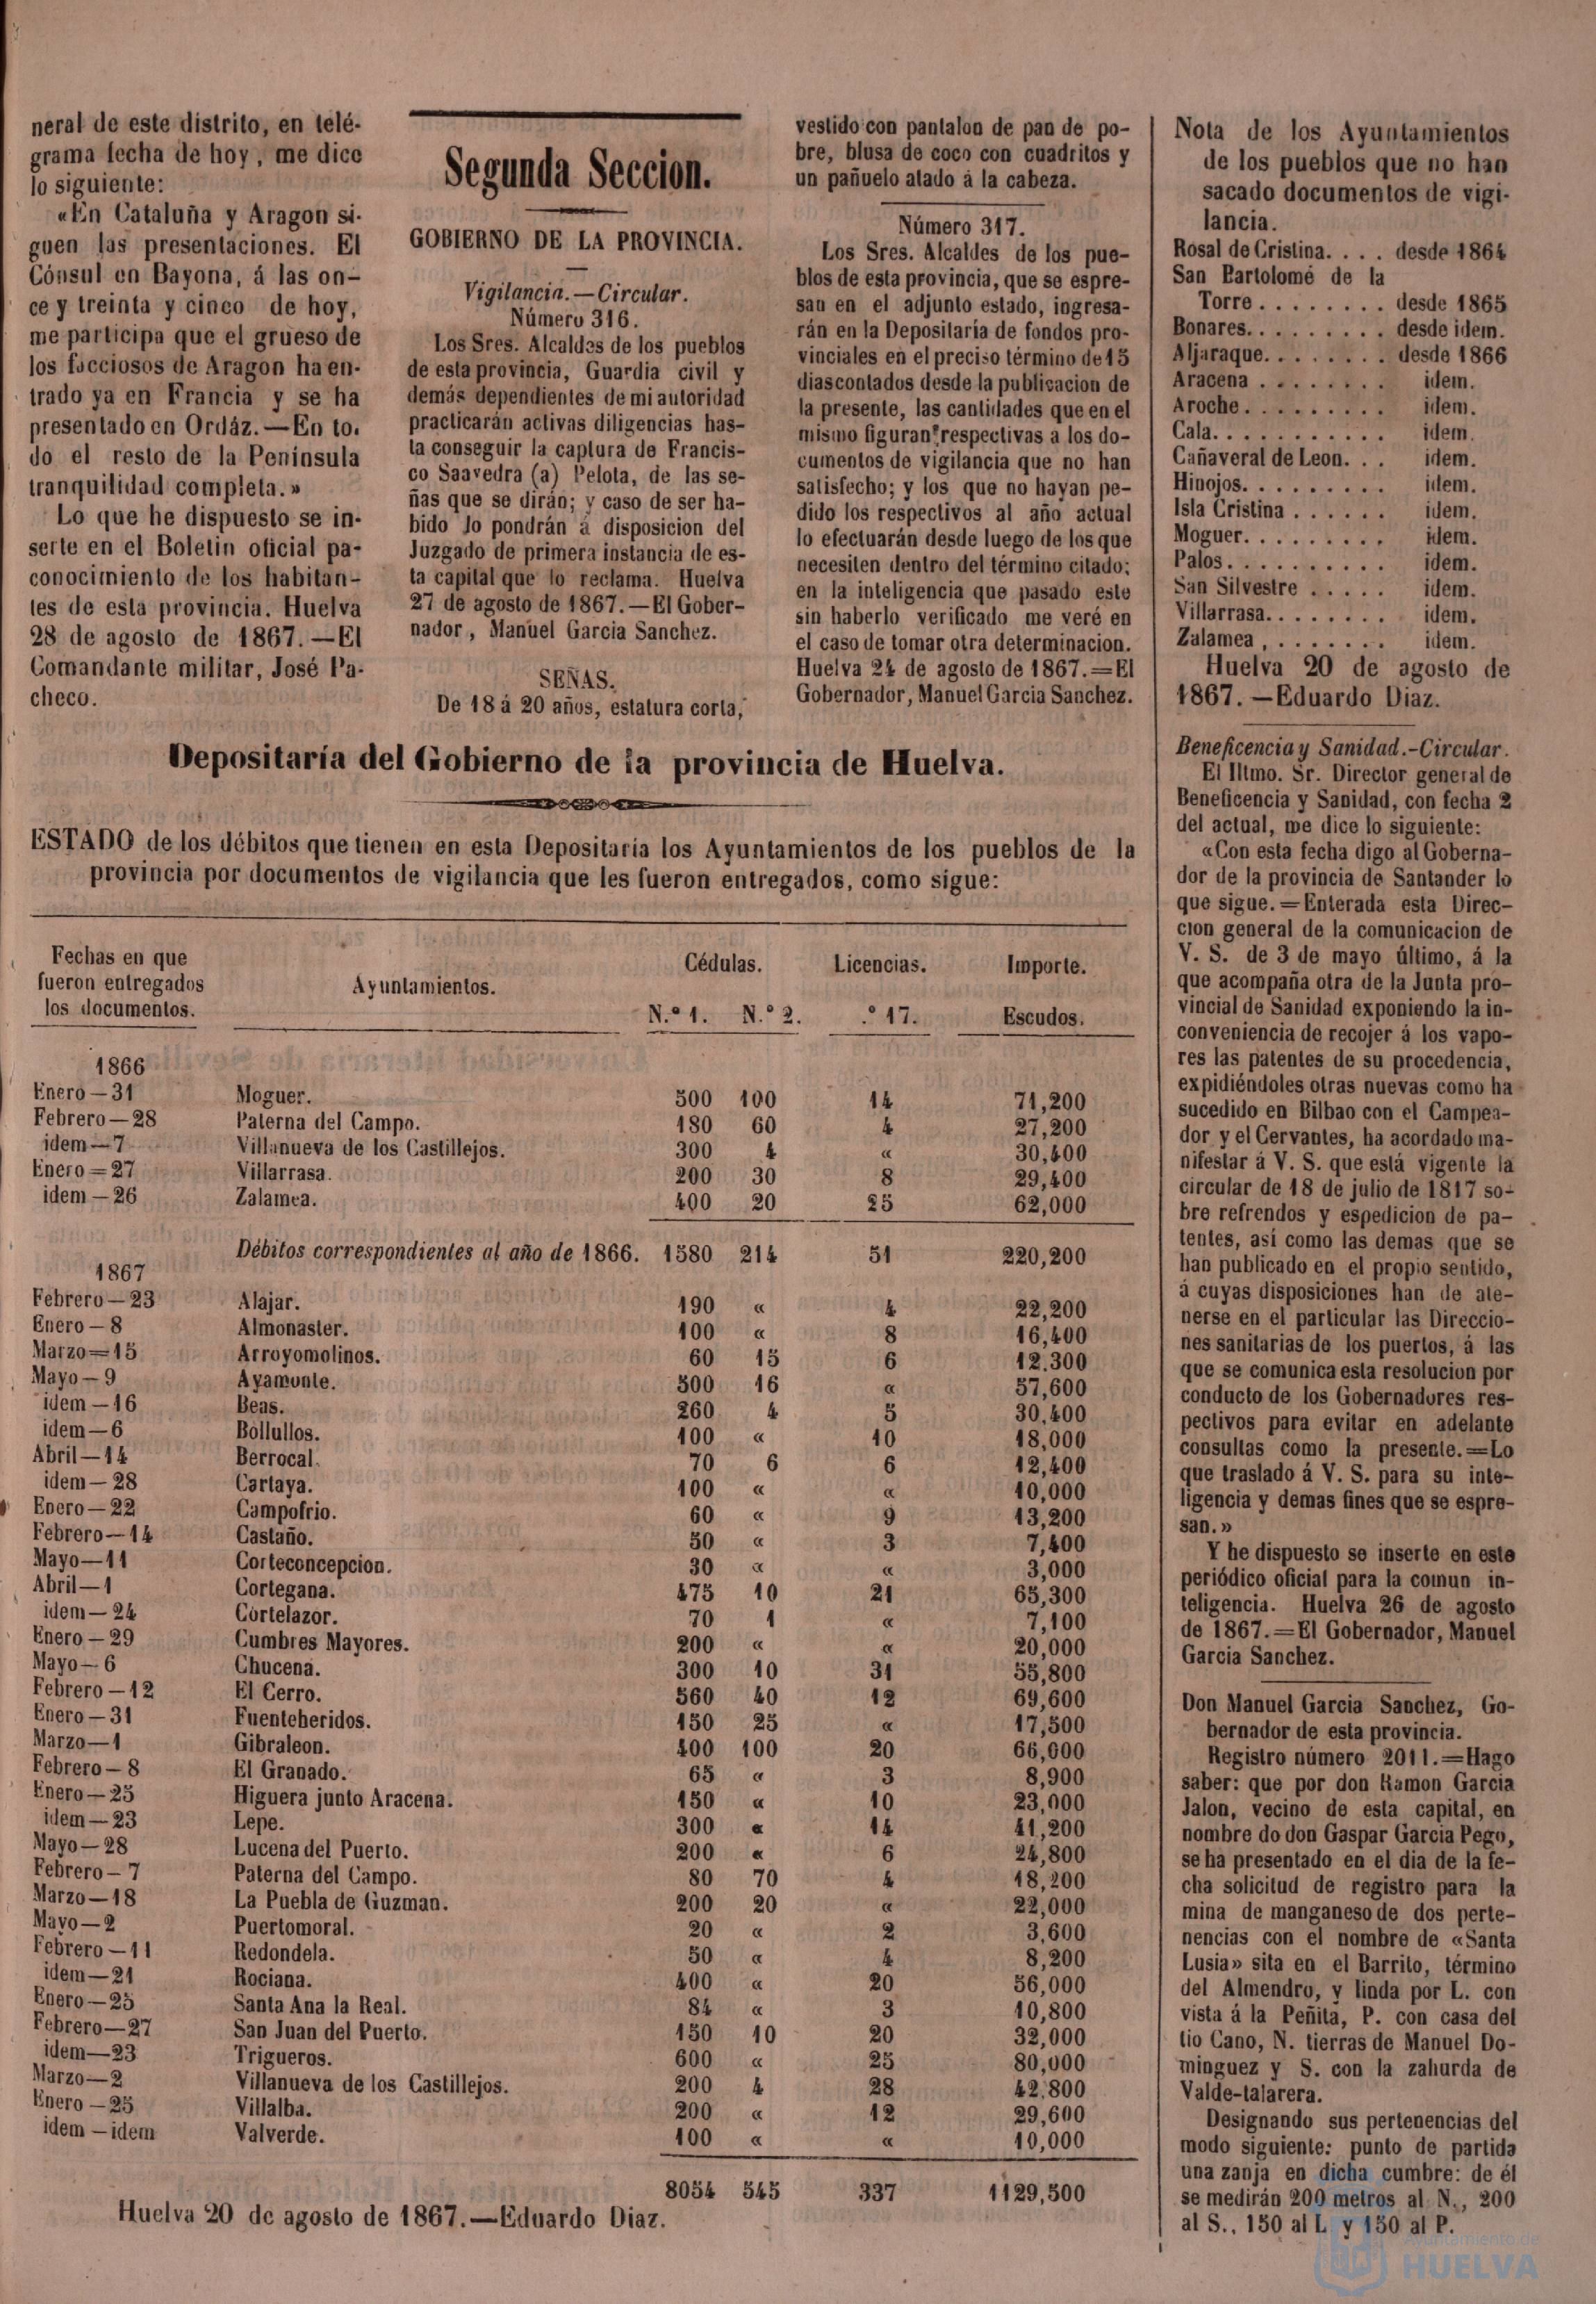 neral de este distrito, en telé-
grama fecha de hoy, me dice
lo siguiente:
«En Cataluña y Aragon si-
guen las presentaciones. El
Cónsul en Bayona, á las on-
ce y treinta y cinco de hoy,
me participa que el grueso de
los facciosos de Aragon ha en-
trado ya en Francia y se ha
presentado en Ordáz.—En to-
do el resto de la Península
tranquilidad completa.»
Lo que he dispuesto se in-
serte en el Boletin oficial pa-
conocimiento de los habitan-
tes de esta provincia. Huelva
28 de agosto de 1867.—El
Comandante militar, José Pa-
checo.
Segunda Seccion.
GOBIERNO DE LA PROVINCIA.
Vigilancia.—Circular.
Número 316.
Los Sres. Alcaldes de los pueblos
de esta provincia, Guardia civil y
demás dependientes de mi autoridad
practicarán activas diligencias has-
ta conseguir la captura de Francis-
co Saavedra (a) Pelota, de las se-
ñas que se dirán; y caso de ser ha-
bido lo pondrán á disposicion del
Juzgado de primera instancia de es-
ta capital que lo reclama. Huelva
27 de agosto de 1867.—El Gober-
nador, Manuel Garcia Sanchez.
SEÑAS.
De 18 á 20 años, estatura corta,
vestido con pantalon de pan de po-
bre, blusa de coco con cuadritos y
un pañuelo atado á la cabeza.
Número 317.
Los Sres. Alcaldes de los pue-
blos de esta provincia, que se espre-
san en el adjunto estado, ingresa-
rán en la Depositaría de fondos pro-
vinciales en el preciso término de 15
dias contados desde la publicacion de
la presente, las cantidades que en el
mismo figuran respectivas a los do-
cumentos de vigilancia que no han
satisfecho; y los que no hayan pe-
dido los respectivos al año actual
lo efectuarán desde luego de los que
necesiten dentro del término citado;
en la inteligencia que pasado este
sin haberlo verificado me veré en
el caso de tomar otra determinacion.
Huelva 24 de agosto de 1867.=El
Gobernador, Manuel Garcia Sanchez.
Depositaría del Gobierno de la provincia de Huelva.
ESTADO de los débitos que tienen en esta Depositaría los Ayuntamientos de los pueblos de la
provincia por documentos de vigilancia que les fueron entregados, como sigue:
Fechas en que
fueron entregados
los documentos.
Ayuntamientos.
Cédulas. Licencias. Importe.
N.º 1. N.º 2. .º 17. Escudos.
1866
Enero—31 Moguer. 500 100 14 71,200
Febrero—28 Paterna del Campo. 180 60 4 27,200
idem—7 Villanueva de los Castillejos. 300 4 « 30,400
Enero=27 Villarrasa. 200 30 8 29,400
idem—26 Zalamea. 400 20 25 62,000
Débitos correspondientes al año de 1866. 1580 214 51 220,200
1867
Febrero—23 Alajar. 190 « 4 22,200
Enero—8 Almonaster. 100 « 8 16,400
Marzo=15 Arroyomolinos. 60 15 6 12.300
Mayo—9 Ayamonte. 500 16 « 57,600
idem—16 Beas. 260 4 5 30,400
idem—6 Bollullos. 100 « 10 18,000
Abril—14 Berrocal. 70 6 6 12,400
idem—28 Cartaya. 100 « « 10,000
Enero—22 Campofrio. 60 « 9 13,200
Febrero—14 Castaño. 50 « 3 7,400
Mayo—11 Corteconcepcion. 30 « « 3,000
Abril—1 Cortegana. 475 10 21 65,300
idem—24 Cortelazor. 70 1 « 7,100
Enero—29 Cumbres Mayores. 200 « « 20,000
Mayo—6 Chucena. 300 10 31 55,800
Febrero—12 El Cerro. 560 40 12 69,600
Enero—31 Fuenteheridos. 150 25 « 17,500
Marzo—1 Gibraleon. 400 100 20 66,000
Febrero—8 El Granado. 65 « 3 8,900
Enero—25 Higuera junto Aracena. 150 « 10 23,000
idem—23 Lepe. 300 « 14 41,200
Mayo—28 Lucena del Puerto. 200 « 6 24,800
Febrero—7 Paterna del Campo. 80 70 4 18,200
Marzo—18 La Puebla de Guzman. 200 20 « 22,000
Mayo—2 Puertomoral. 20 « 2 3,600
Febrero—11 Redondela. 50 « 4 8,200
idem—21 Rociana. 400 « 20 56,000
Enero—25 Santa Ana la Real. 84 « 3 10,800
Febrero—27 San Juan del Puerto. 150 10 20 32,000
idem—23 Trigueros. 600 « 25 80,000
Marzo—2 Villanueva de los Castillejos. 200 4 28 42.800
Enero—25 Villalba. 200 « 12 29,600
idem—idem Valverde. 100 « « 10,000
8054 545 337 1129,500
Huelva 20 de agosto de 1867.—Eduardo Diaz.
Nota de los Ayuntamientos
de los pueblos que no han
sacado documentos de vigi-
lancia.
Rosal de Cristina. . . . desde 1864
San Bartolomé de la
Torre . . . . . . . . desde 1865
Bonares. . . . . . . . . desde idem.
Aljaraque. . . . . . . . desde 1866
Aracena . . . . . . . idem.
Aroche. . . . . . . . . idem.
Cala. . . . . . . . . . . idem.
Cañaveral de Leon. . . idem.
Hinojos. . . . . . . . . idem.
Isla Cristina . . . . . . idem.
Moguer. . . . . . . . . idem.
Palos. . . . . . . . . . idem.
San Silvestre . . . . . idem.
Villarrasa. . . . . . . . idem.
Zalamea , . . . . . . . idem.
Huelva 20 de agosto de
1867.—Eduardo Diaz.
Beneficencia y Sanidad.-Circular.
El Iltmo. Sr. Director general de
Beneficencia y Sanidad, con fecha 2
del actual, me dice lo siguiente:
«Con esta fecha digo al Goberna-
dor de la provincia de Santander lo
que sigue.=Enterada esta Direc-
cion general de la comunicacion de
V. S. de 3 de mayo último, á la
que acompaña otra de la Junta pro-
vincial de Sanidad exponiendo la in-
conveniencia de recojer á los vapo-
res las patentes de su procedencia,
expidiéndoles otras nuevas como ha
sucedido en Bilbao con el Campea-
dor y el Cervantes, ha acordado ma-
nifestar á V. S. que está vigente la
circular de 18 de julio de 1817 so-
bre refrendos y espedicion de pa-
tentes, asi como las demas que se
han publicado en el propio sentido,
á cuyas disposiciones han de ate-
nerse en el particular las Direccio-
nes sanitarias de los puertos, á las
que se comunica esta resolucion por
conducto de los Gobernadores res-
pectivos para evitar en adelante
consultas como la presente.=Lo
que traslado á V. S. para su inte-
ligencia y demas fines que se espre-
san.»
Y he dispuesto se inserte en este
periódico oficial para la comun in-
teligencia. Huelva 26 de agosto
de 1867.=El Gobernador, Manuel
Garcia Sanchez.
Don Manuel Garcia Sanchez, Go-
bernador de esta provincia.
Registro número 2011.=Hago
saber: que por don Ramon Garcia
Jalon, vecino de esta capital, en
nombre do don Gaspar Garcia Pego,
se ha presentado en el dia de la fe-
cha solicitud de registro para la
mina de manganeso de dos perte-
nencias con el nombre de «Santa
Lusia» sita en el Barrito, término
del Almendro, y linda por L. con
vista á la Peñita, P. con casa del
tio Cano, N. tierras de Manuel Do-
minguez y S. con la zahurda de
Valde-talarera.
Designando sus pertenencias del
modo siguiente: punto de partida
una zanja en dicha cumbre: de él
se medirán 200 metros al N., 200
al S., 150 al L y 150 al P.
Ayuntamiento de
HUELVA